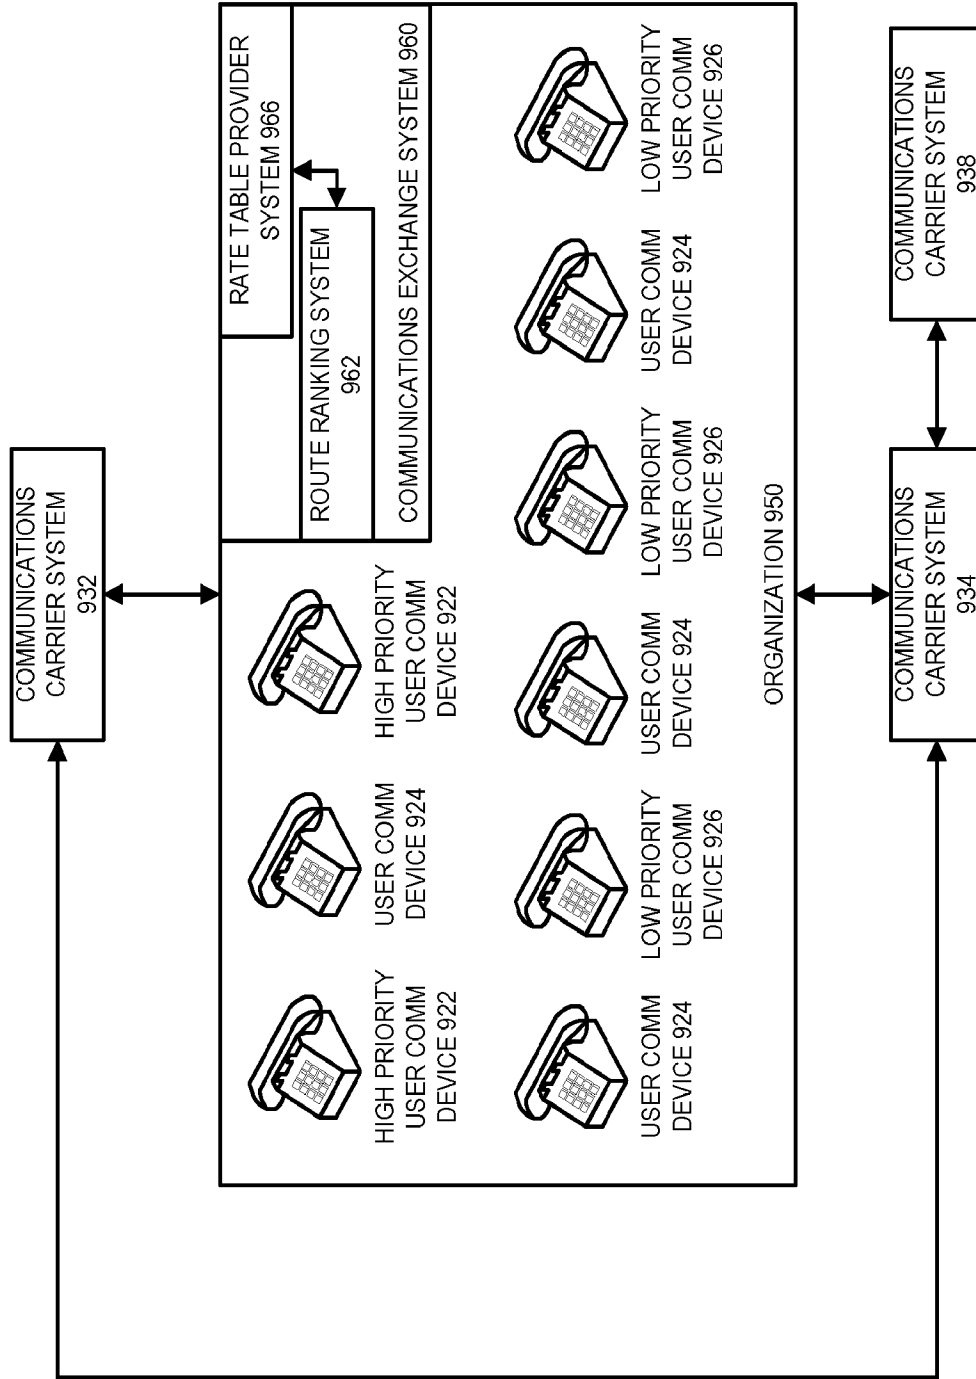 COMMUNICATIONS
CARRIER SYSTEM
932
RATE TABLE PROVIDER
SYSTEM 966
ROUTE RANKING SYSTEM
962
COMMUNICATIONS EXCHANGE SYSTEM 960
HIGH PRIORITY
USER COMM
DEVICE 922
USER COMM
DEVICE 924
HIGH PRIORITY
USER COMM
DEVICE 922
USER COMM
DEVICE 924
LOW PRIORITY
USER COMM
DEVICE 926
USER COMM
DEVICE 924
LOW PRIORITY
USER COMM
DEVICE 926
USER COMM
DEVICE 924
LOW PRIORITY
USER COMM
DEVICE 926
ORGANIZATION 950
COMMUNICATIONS
CARRIER SYSTEM
934
COMMUNICATIONS
CARRIER SYSTEM
938